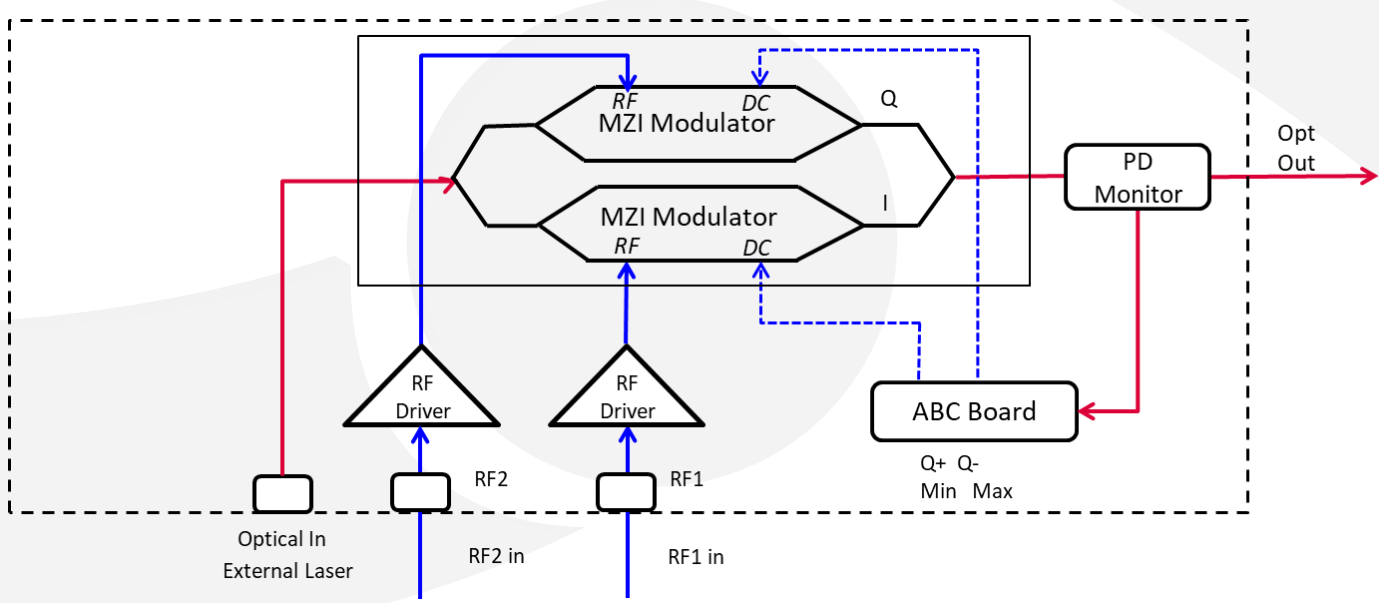 RF
DC
Q
MZI Modulator
Opt
Out
PD
Monitor
MZI Modulator
I
RF
DC
RF
Driver
RF
Driver
ABC Board
Q+ Q-
Min Max
RF2
RF1
Optical In
External Laser
RF2 in
RF1 in